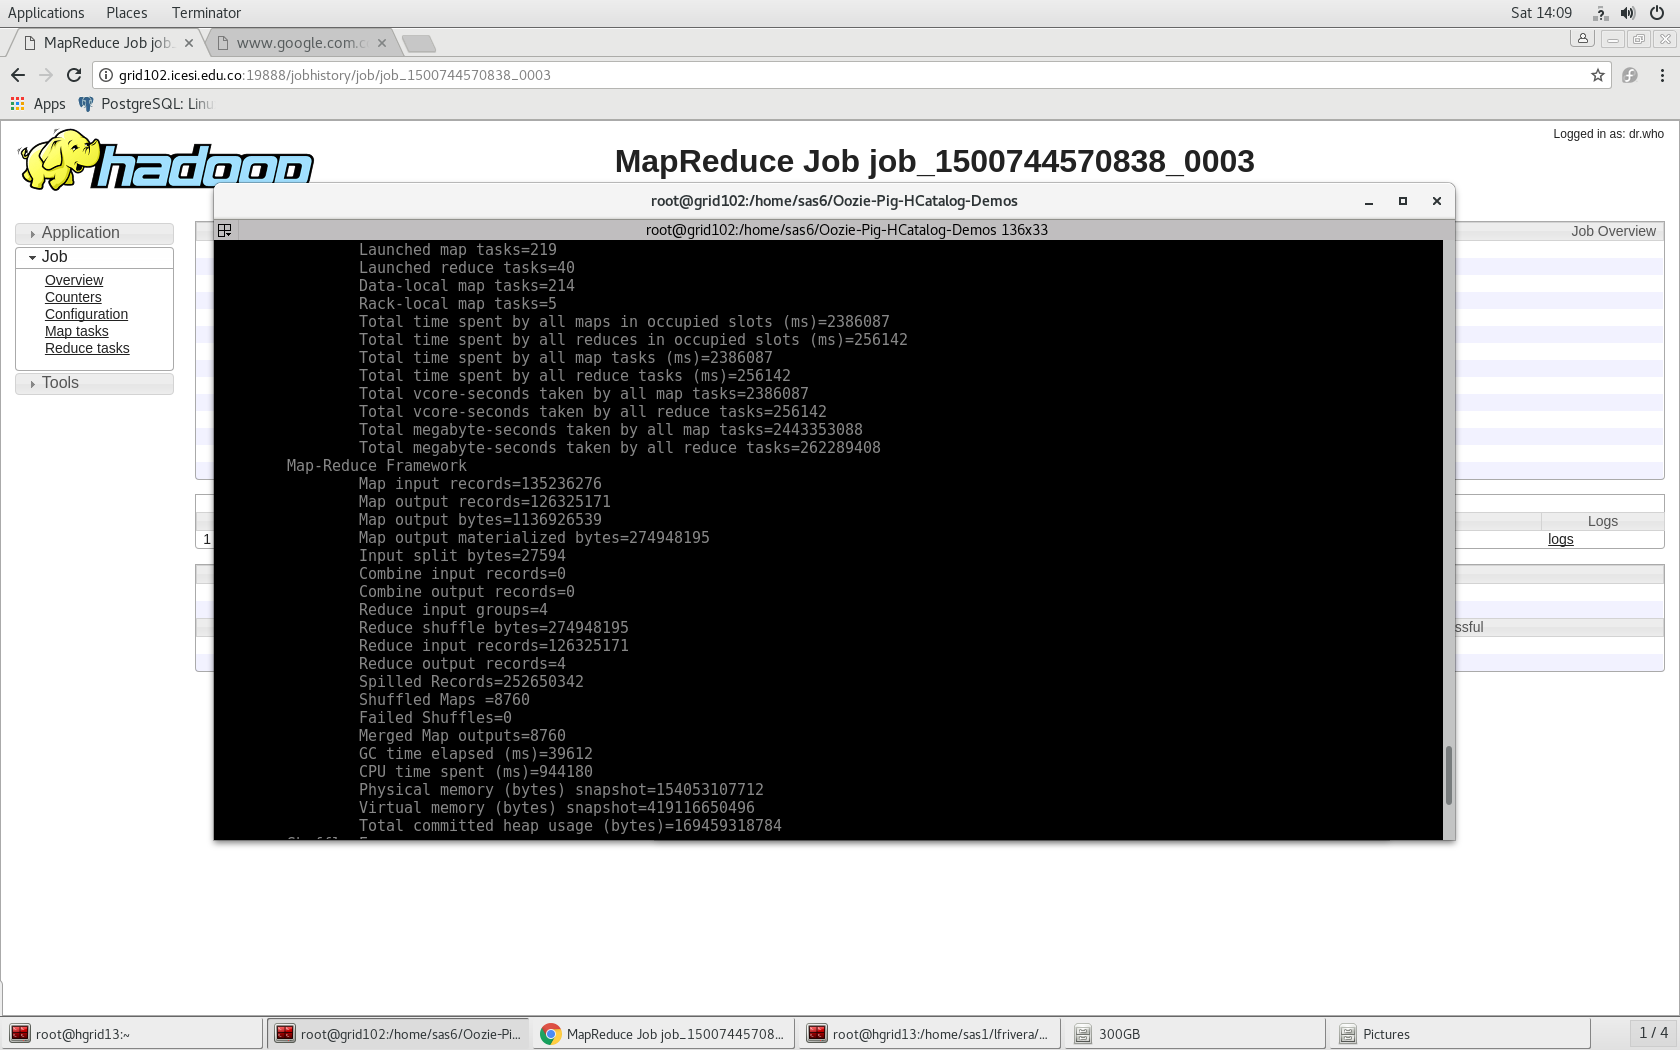 Applications Places Terminator Sat 14:09
MapReduce Job job_ www.google.com.c
grid102.icesi.edu.co:19888/jobhistory/job/job_1500744570838_0003
Apps PostgreSQL: Linu
Logged in as: dr.who
hadoop
MapReduce Job job_1500744570838_0003
root@grid102:/home/sas6/Oozie-Pig-HCatalog-Demos
root@grid102:/home/sas6/Oozie-Pig-HCatalog-Demos 136x33
Application
Job
Overview
Counters
Configuration
Map tasks
Reduce tasks
Tools
Job Overview
Launched map tasks=219
Launched reduce tasks=40
Data-local map tasks=214
Rack-local map tasks=5
Total time spent by all maps in occupied slots (ms)=2386087
Total time spent by all reduces in occupied slots (ms)=256142
Total time spent by all map tasks (ms)=2386087
Total time spent by all reduce tasks (ms)=256142
Total vcore-seconds taken by all map tasks=2386087
Total vcore-seconds taken by all reduce tasks=256142
Total megabyte-seconds taken by all map tasks=2443353088
Total megabyte-seconds taken by all reduce tasks=262289408
Map-Reduce Framework
Map input records=135236276
Map output records=126325171
Map output bytes=1136926539
Map output materialized bytes=274948195
Input split bytes=27594
Combine input records=0
Combine output records=0
Reduce input groups=4
Reduce shuffle bytes=274948195
Reduce input records=126325171
Reduce output records=4
Spilled Records=252650342
Shuffled Maps =8760
Failed Shuffles=0
Merged Map outputs=8760
GC time elapsed (ms)=39612
CPU time spent (ms)=944180
Physical memory (bytes) snapshot=154053107712
Virtual memory (bytes) snapshot=419116650496
Total committed heap usage (bytes)=169459318784
Logs
1
logs
ssful
root@hgrid13:~ root@grid102:/home/sas6/Oozie-Pi... MapReduce Job job_15007445708... root@hgrid13:/home/sas1/lfrivera/... 300GB Pictures 1 / 4